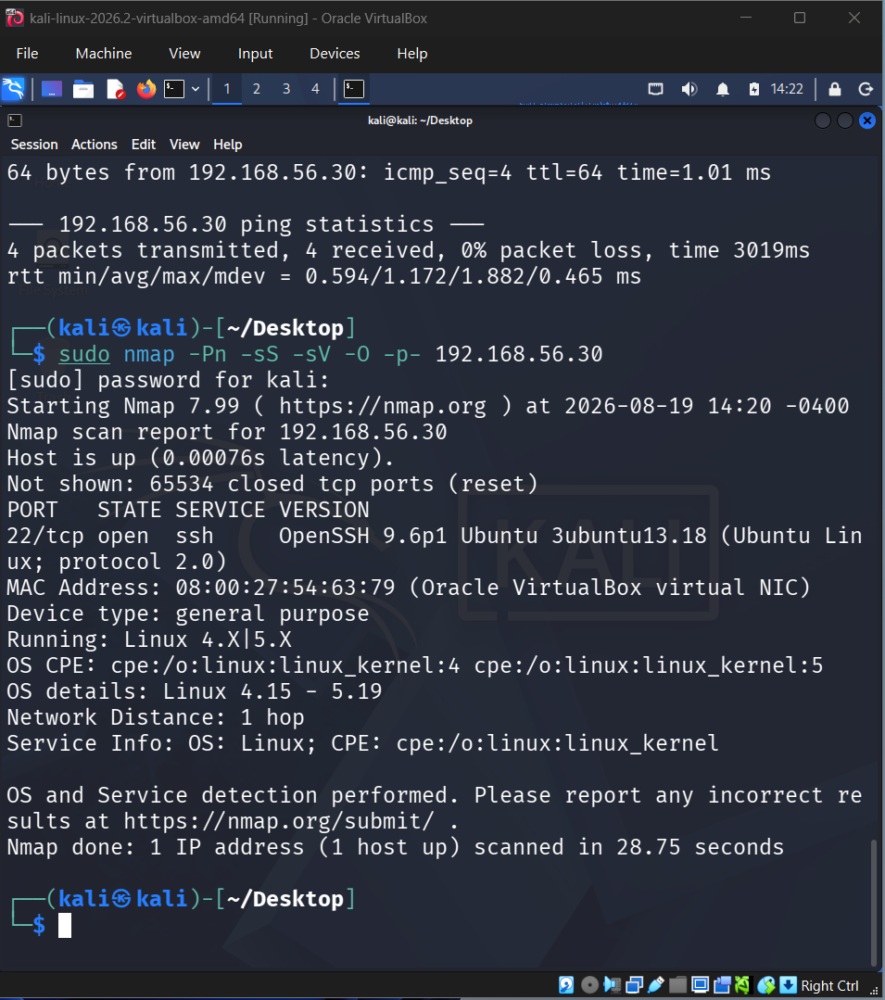 kali-linux-2026.2-virtualbox-amd64 [Running] - Oracle VirtualBox
File Machine View Input Devices Help
1 2 3 4 14:22
kali@kali: ~/Desktop
Session Actions Edit View Help
64 bytes from 192.168.56.30: icmp_seq=4 ttl=64 time=1.01 ms
--- 192.168.56.30 ping statistics ---
4 packets transmitted, 4 received, 0% packet loss, time 3019ms
rtt min/avg/max/mdev = 0.594/1.172/1.882/0.465 ms
┌──(kali㉿kali)-[~/Desktop]
└─$ sudo nmap -Pn -sS -sV -O -p- 192.168.56.30
[sudo] password for kali:
Starting Nmap 7.99 ( https://nmap.org ) at 2026-08-19 14:20 -0400
Nmap scan report for 192.168.56.30
Host is up (0.00076s latency).
Not shown: 65534 closed tcp ports (reset)
PORT   STATE SERVICE VERSION
22/tcp open  ssh     OpenSSH 9.6p1 Ubuntu 3ubuntu13.18 (Ubuntu Lin
ux; protocol 2.0)
MAC Address: 08:00:27:54:63:79 (Oracle VirtualBox virtual NIC)
Device type: general purpose
Running: Linux 4.X|5.X
OS CPE: cpe:/o:linux:linux_kernel:4 cpe:/o:linux:linux_kernel:5
OS details: Linux 4.15 - 5.19
Network Distance: 1 hop
Service Info: OS: Linux; CPE: cpe:/o:linux:linux_kernel
OS and Service detection performed. Please report any incorrect re
sults at https://nmap.org/submit/ .
Nmap done: 1 IP address (1 host up) scanned in 28.75 seconds
┌──(kali㉿kali)-[~/Desktop]
└─$
KALI
Right Ctrl